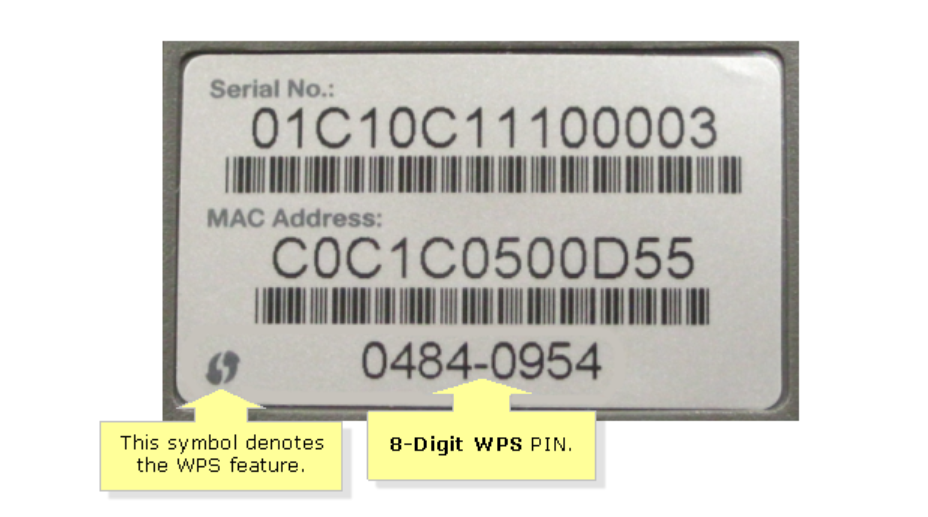 Serial No.:
01C10C11100003
MAC Address:
C0C1C0500D55
0484-0954
This symbol denotes
the WPS feature.
8-Digit WPS PIN.